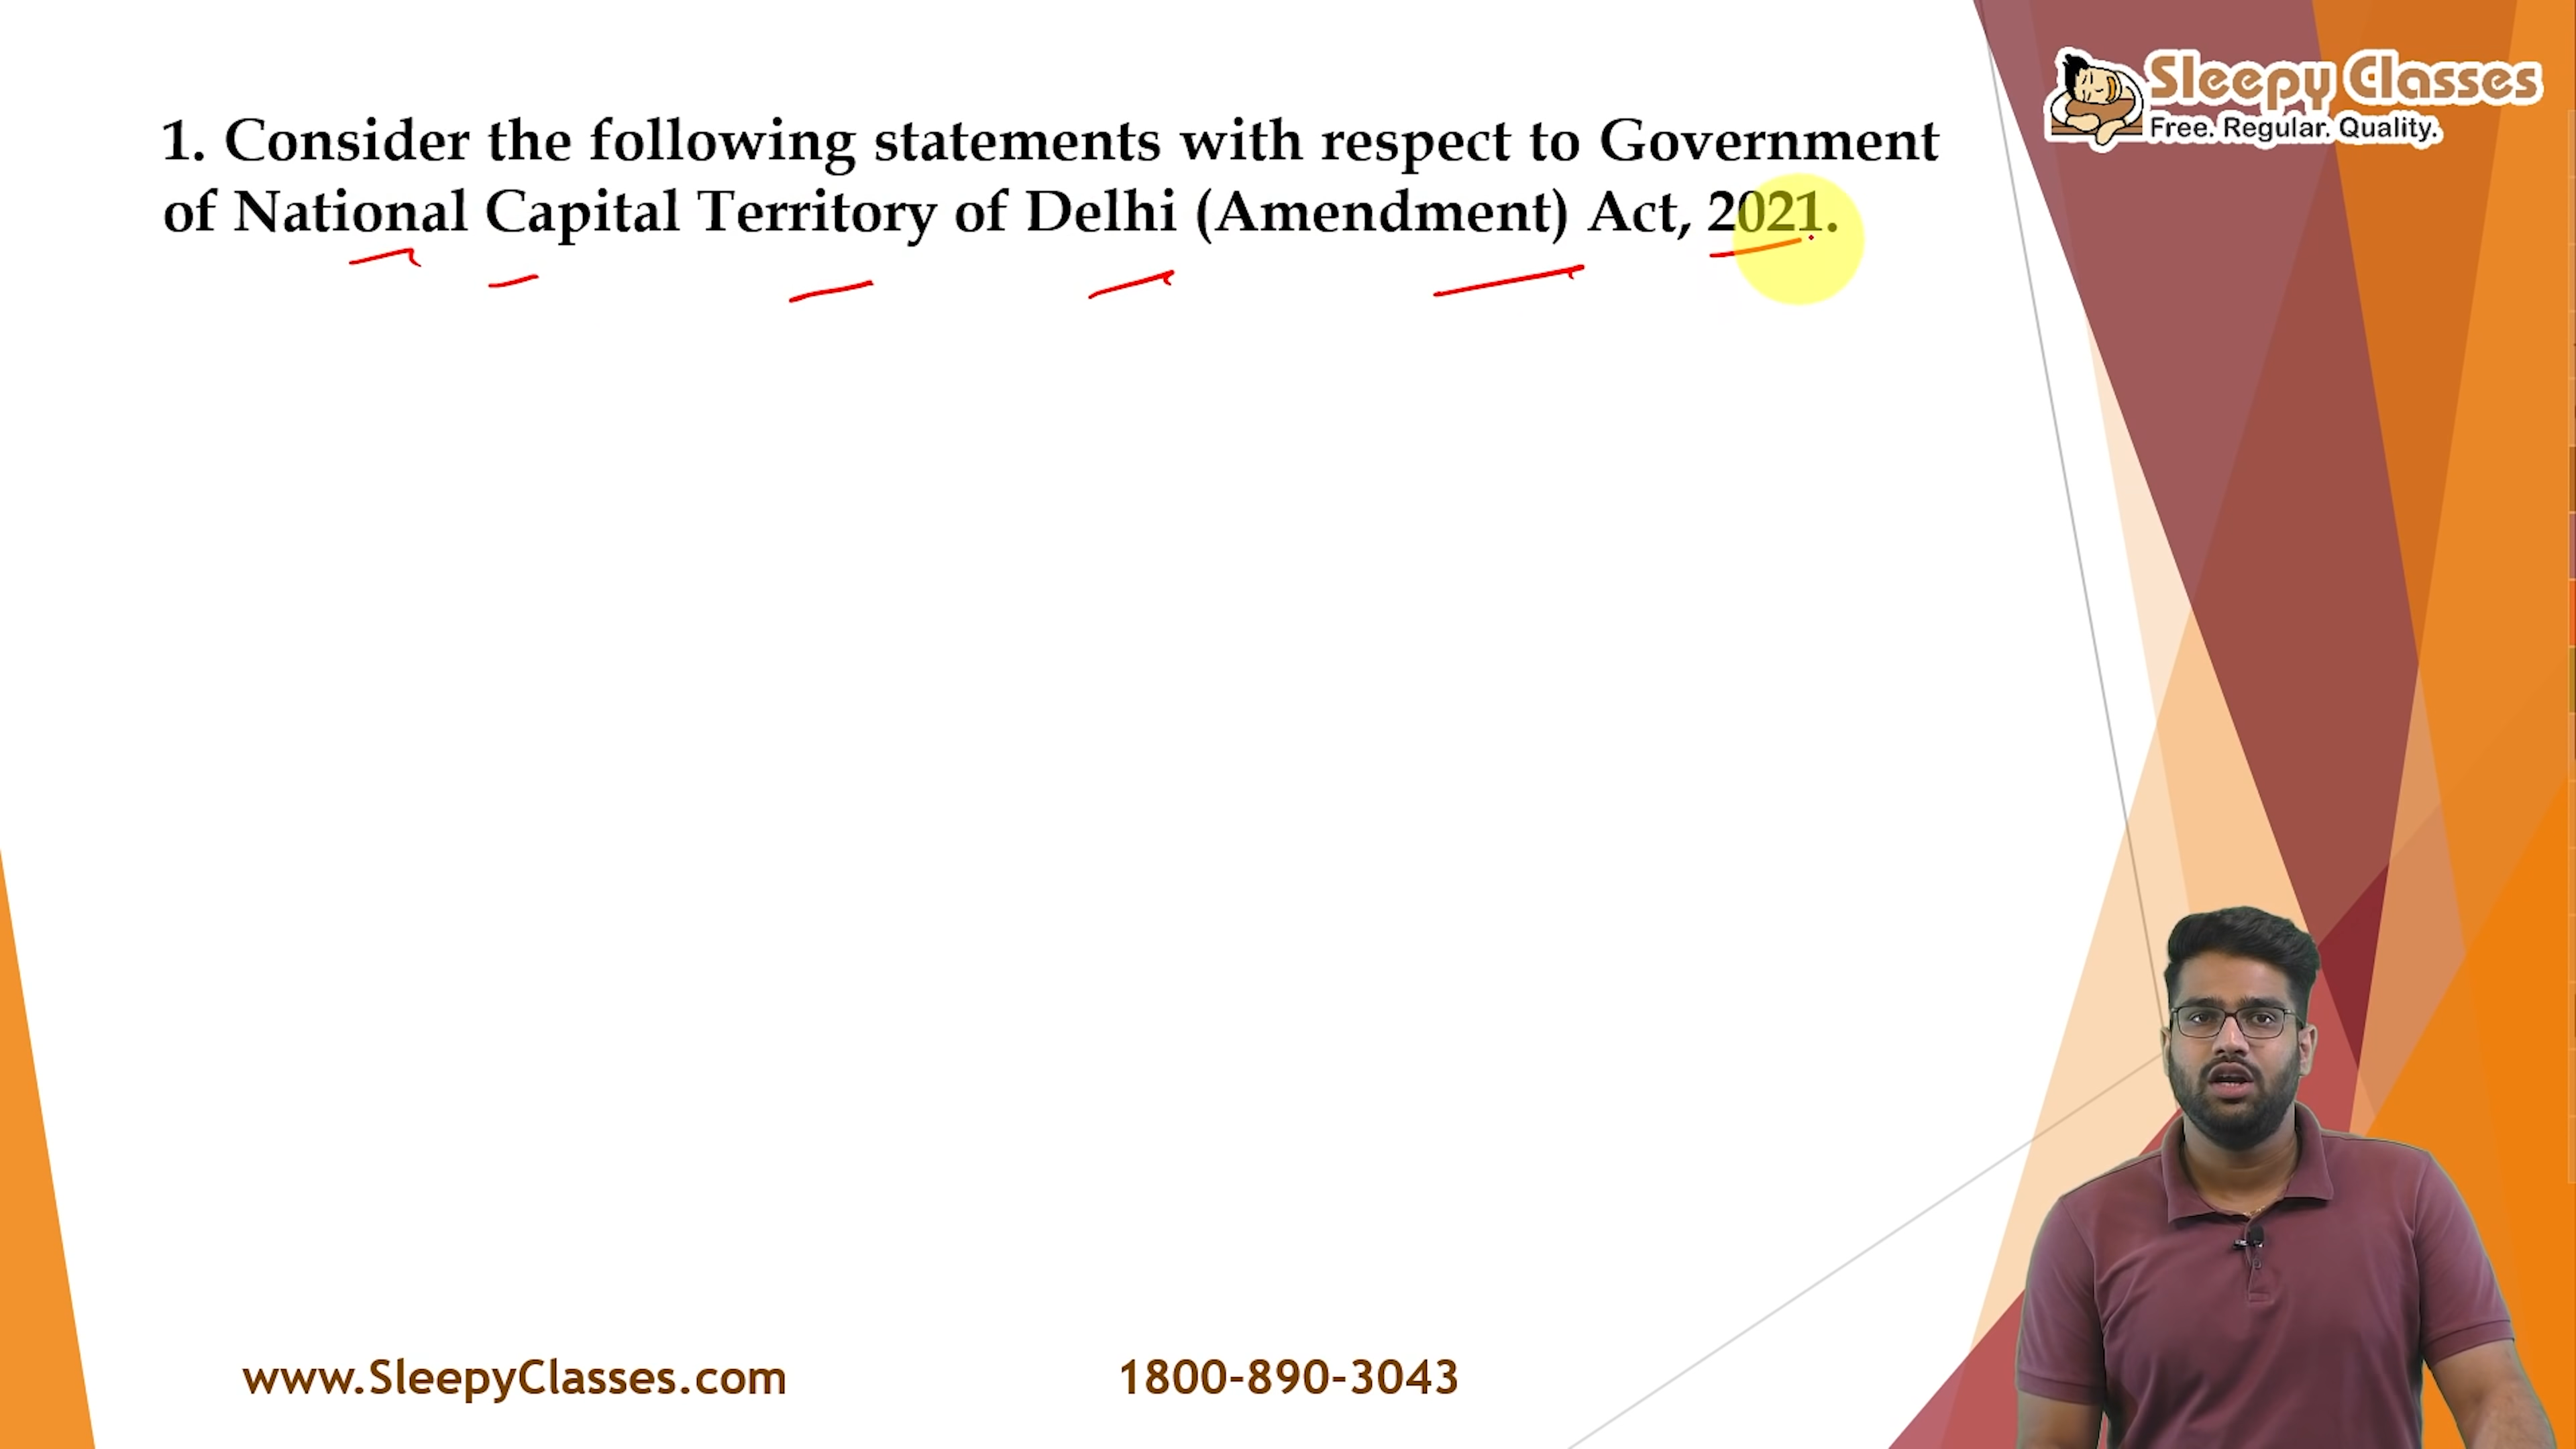 Sleepy Classes
Free. Regular. Quality.
1. Consider the following statements with respect to Government
of National Capital Territory of Delhi (Amendment) Act, 2021.
www.SleepyClasses.com
1800-890-3043